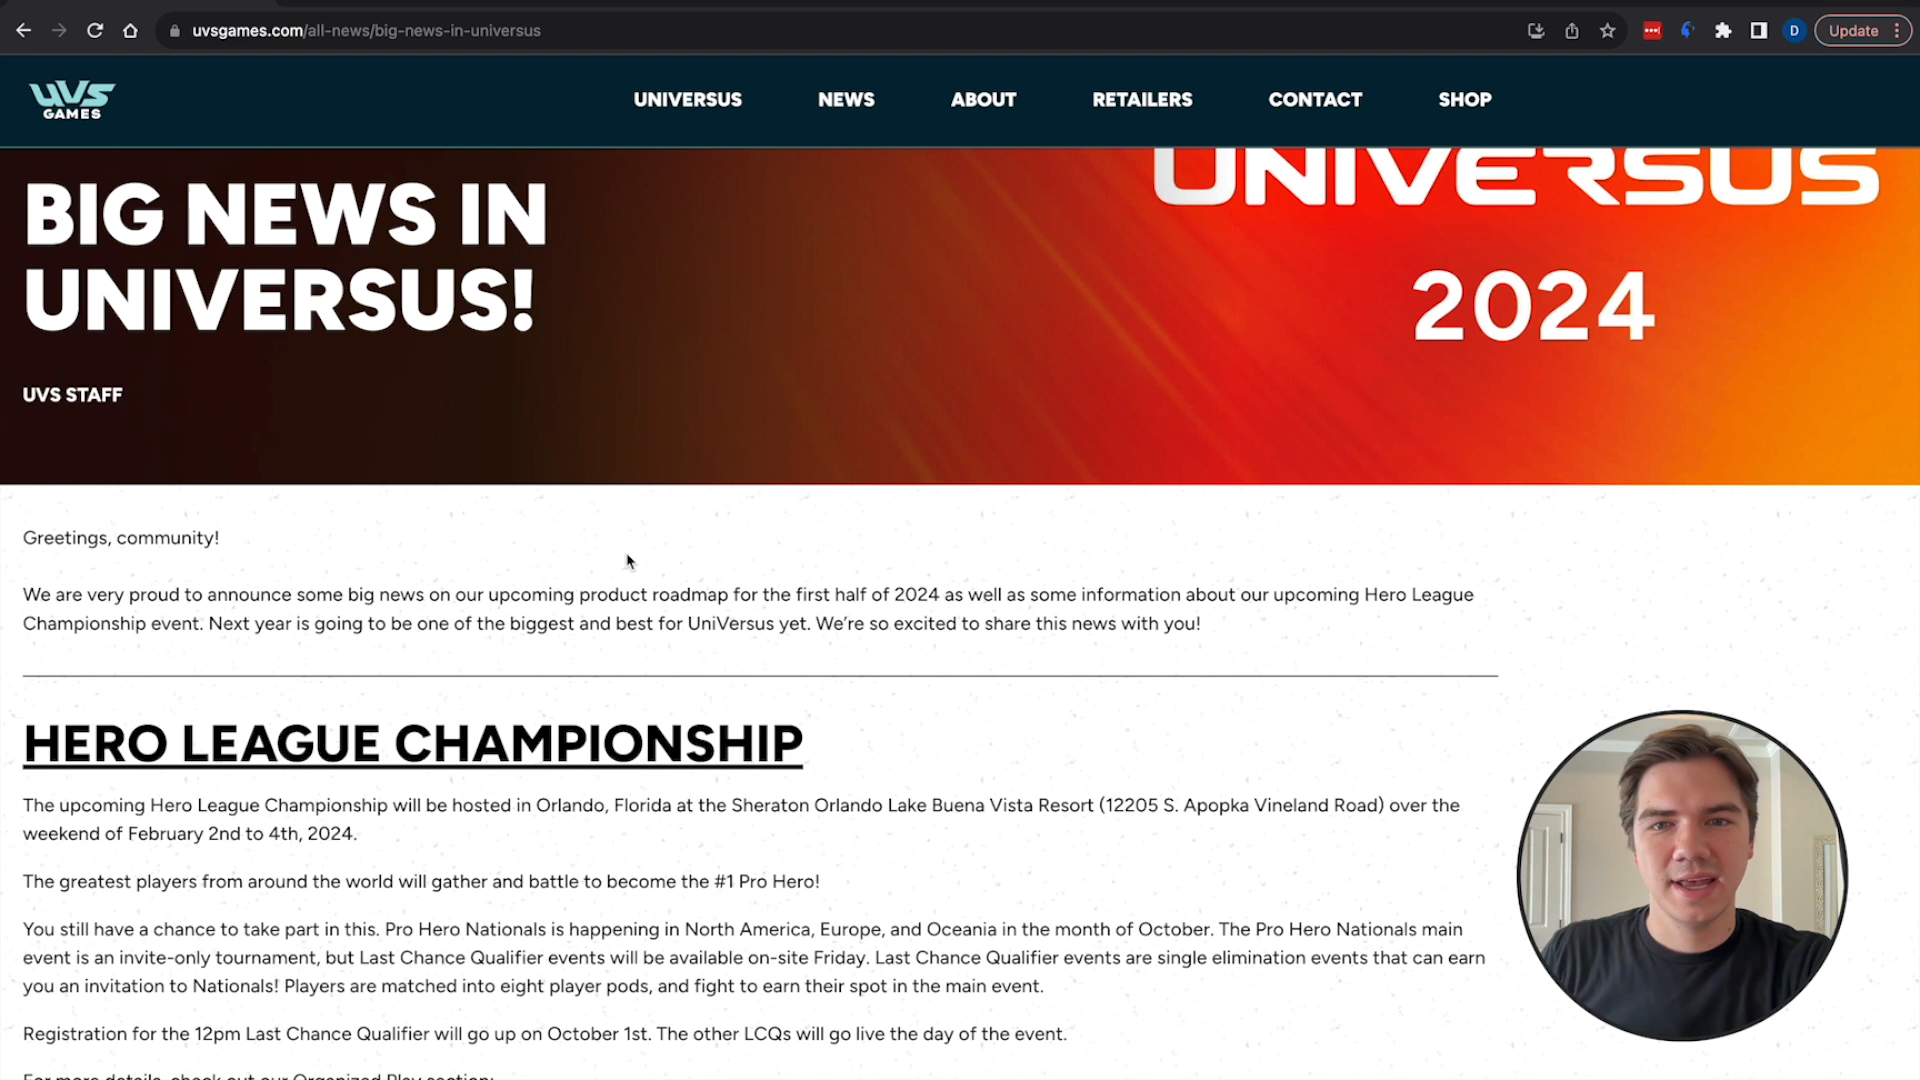 uvsgames.com/all-news/big-news-in-universus
D
Update
UVS
GAMES
UNIVERSUS
NEWS
ABOUT
RETAILERS
CONTACT
SHOP
BIG NEWS IN
UNIVERSUS!
UVS STAFF
UNIVERSUS
2024
Greetings, community!
We are very proud to announce some big news on our upcoming product roadmap for the first half of 2024 as well as some information about our upcoming Hero League
Championship event. Next year is going to be one of the biggest and best for UniVersus yet. We’re so excited to share this news with you!
HERO LEAGUE CHAMPIONSHIP
The upcoming Hero League Championship will be hosted in Orlando, Florida at the Sheraton Orlando Lake Buena Vista Resort (12205 S. Apopka Vineland Road) over the
weekend of February 2nd to 4th, 2024.
The greatest players from around the world will gather and battle to become the #1 Pro Hero!
You still have a chance to take part in this. Pro Hero Nationals is happening in North America, Europe, and Oceania in the month of October. The Pro Hero Nationals main
event is an invite-only tournament, but Last Chance Qualifier events will be available on-site Friday. Last Chance Qualifier events are single elimination events that can earn
you an invitation to Nationals! Players are matched into eight player pods, and fight to earn their spot in the main event.
Registration for the 12pm Last Chance Qualifier will go up on October 1st. The other LCQs will go live the day of the event.
For more details, check out our Organized Play section: